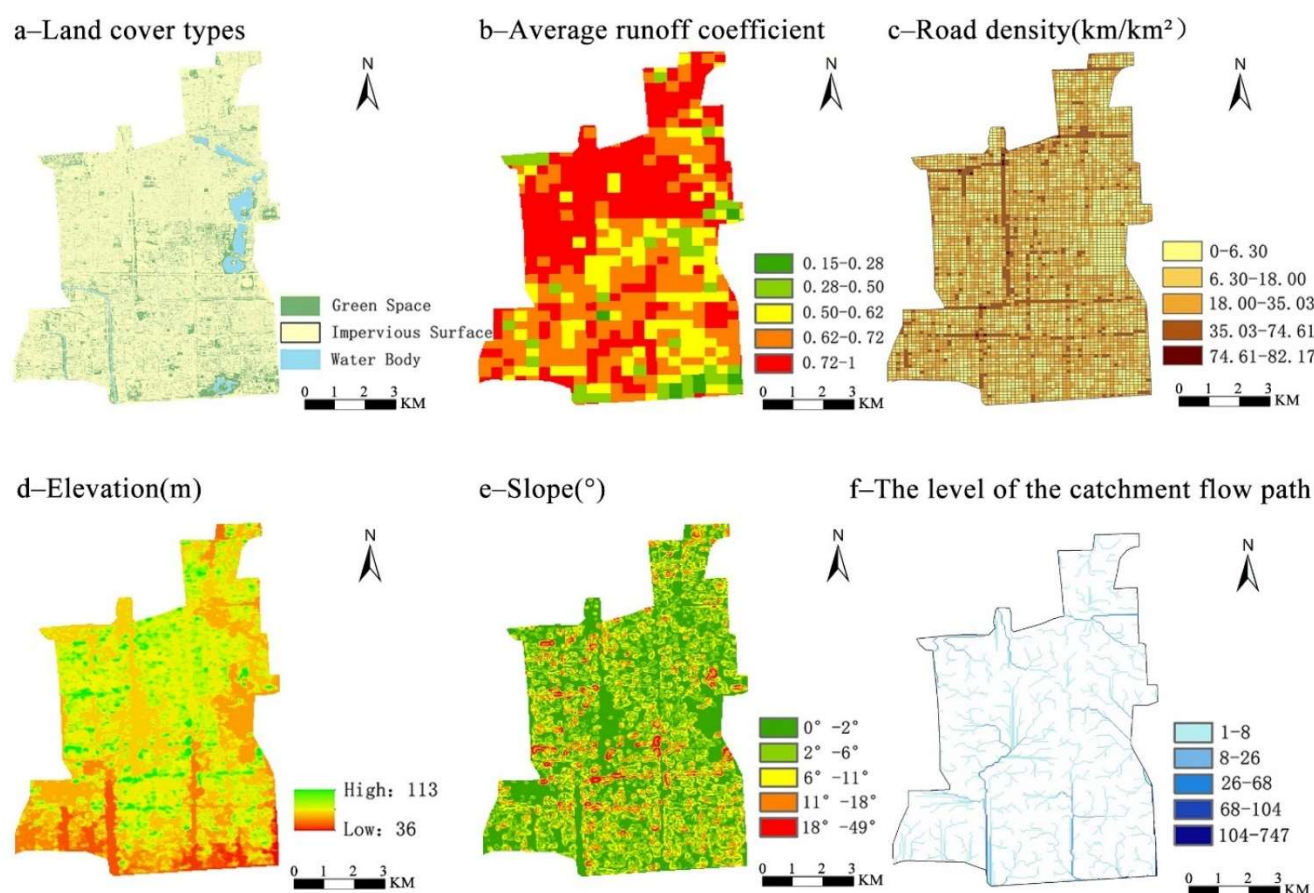 a–Land cover types
N
Green Space
Impervious Surface
Water Body
0 1 2 3
KM
b–Average runoff coefficient
N
0.15-0.28
0.28-0.50
0.50-0.62
0.62-0.72
0.72-1
0 1 2 3
KM
c–Road density(km/km²）
N
0-6.30
6.30-18.00
18.00-35.03
35.03-74.61
74.61-82.17
0 1 2 3
KM
d–Elevation(m)
N
High: 113
Low: 36
0 1 2 3
KM
e–Slope(°)
N
0° -2°
2° -6°
6° -11°
11° -18°
18° -49°
0 1 2 3
KM
f–The level of the catchment flow path
N
1-8
8-26
26-68
68-104
104-747
0 1 2 3
KM